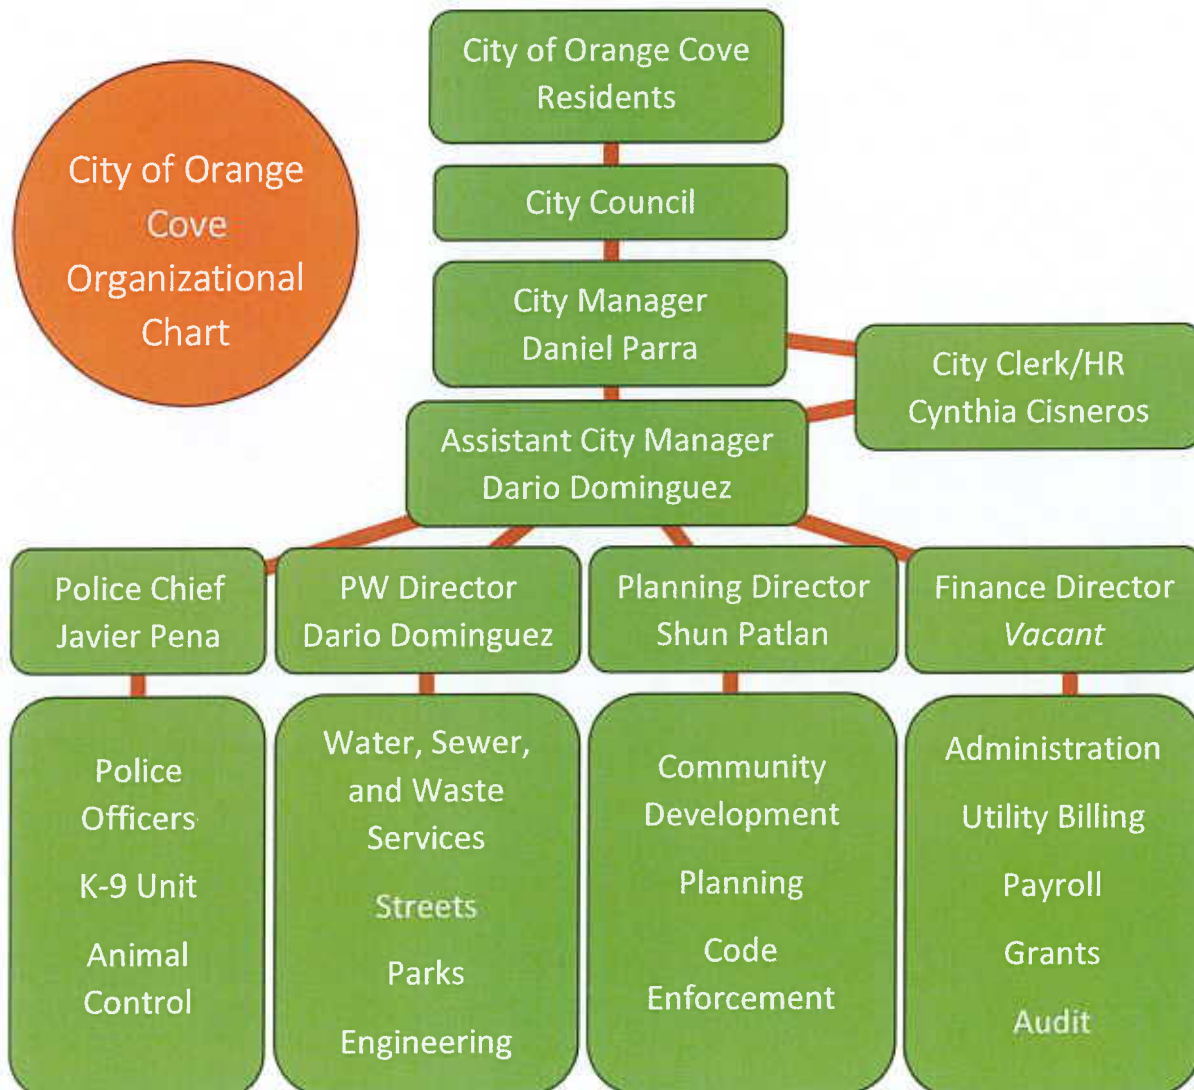 City of Orange Cove
Residents
City of Orange
Cove
Organizational
Chart
City Council
City Manager
Daniel Parra
City Clerk/HR
Cynthia Cisneros
Assistant City Manager
Dario Dominguez
Police Chief
Javier Pena
PW Director
Dario Dominguez
Planning Director
Shun Patlan
Finance Director
Vacant
Police
Officers
K-9 Unit
Animal
Control
Water, Sewer,
and Waste
Services
Streets
Parks
Engineering
Community
Development
Planning
Code
Enforcement
Administration
Utility Billing
Payroll
Grants
Audit